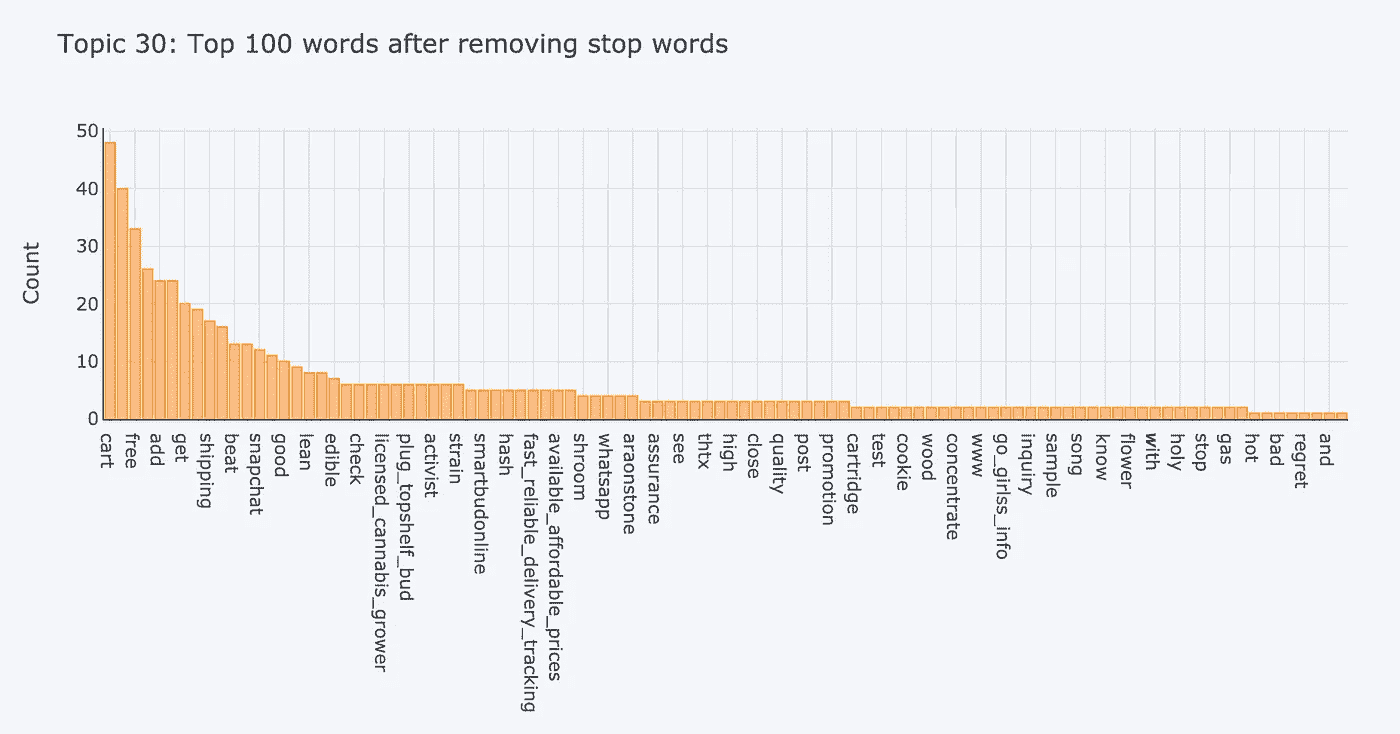 Topic 30: Top 100 words after removing stop words
Count
50
40
30
20
10
0
cart
free
add
get
shipping
beat
snapchat
good
lean
edible
check
licensed_cannabis_grower
plug_topshelf_bud
activist
strain
smartbudonline
hash
fast_reliable_delivery_tracking
available_affordable_prices
shroom
whatsapp
araonstone
assurance
see
thtx
high
close
quality
post
promotion
cartridge
test
cookie
wood
concentrate
www
go_girlss_info
inquiry
sample
song
know
flower
with
holy
stop
gas
hot
bad
regret
and